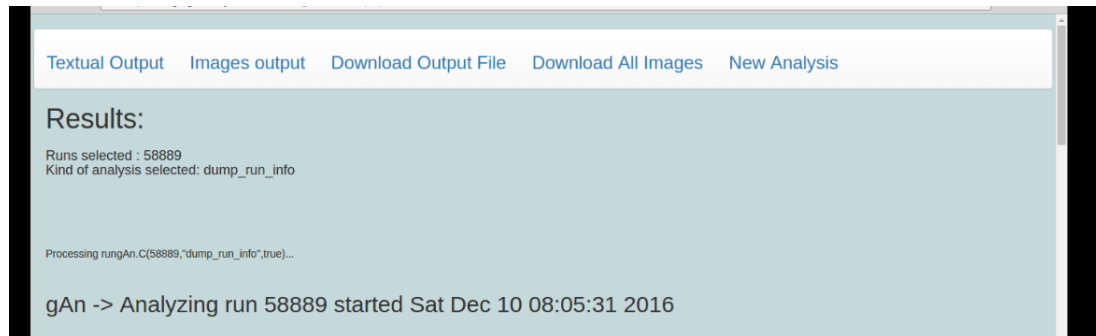 Textual Output Images output Download Output File Download All Images New Analysis
Results:
Runs selected : 58889
Kind of analysis selected: dump_run_info
Processing rungAn.C(58889,"dump_run_info",true)...
gAn -> Analyzing run 58889 started Sat Dec 10 08:05:31 2016